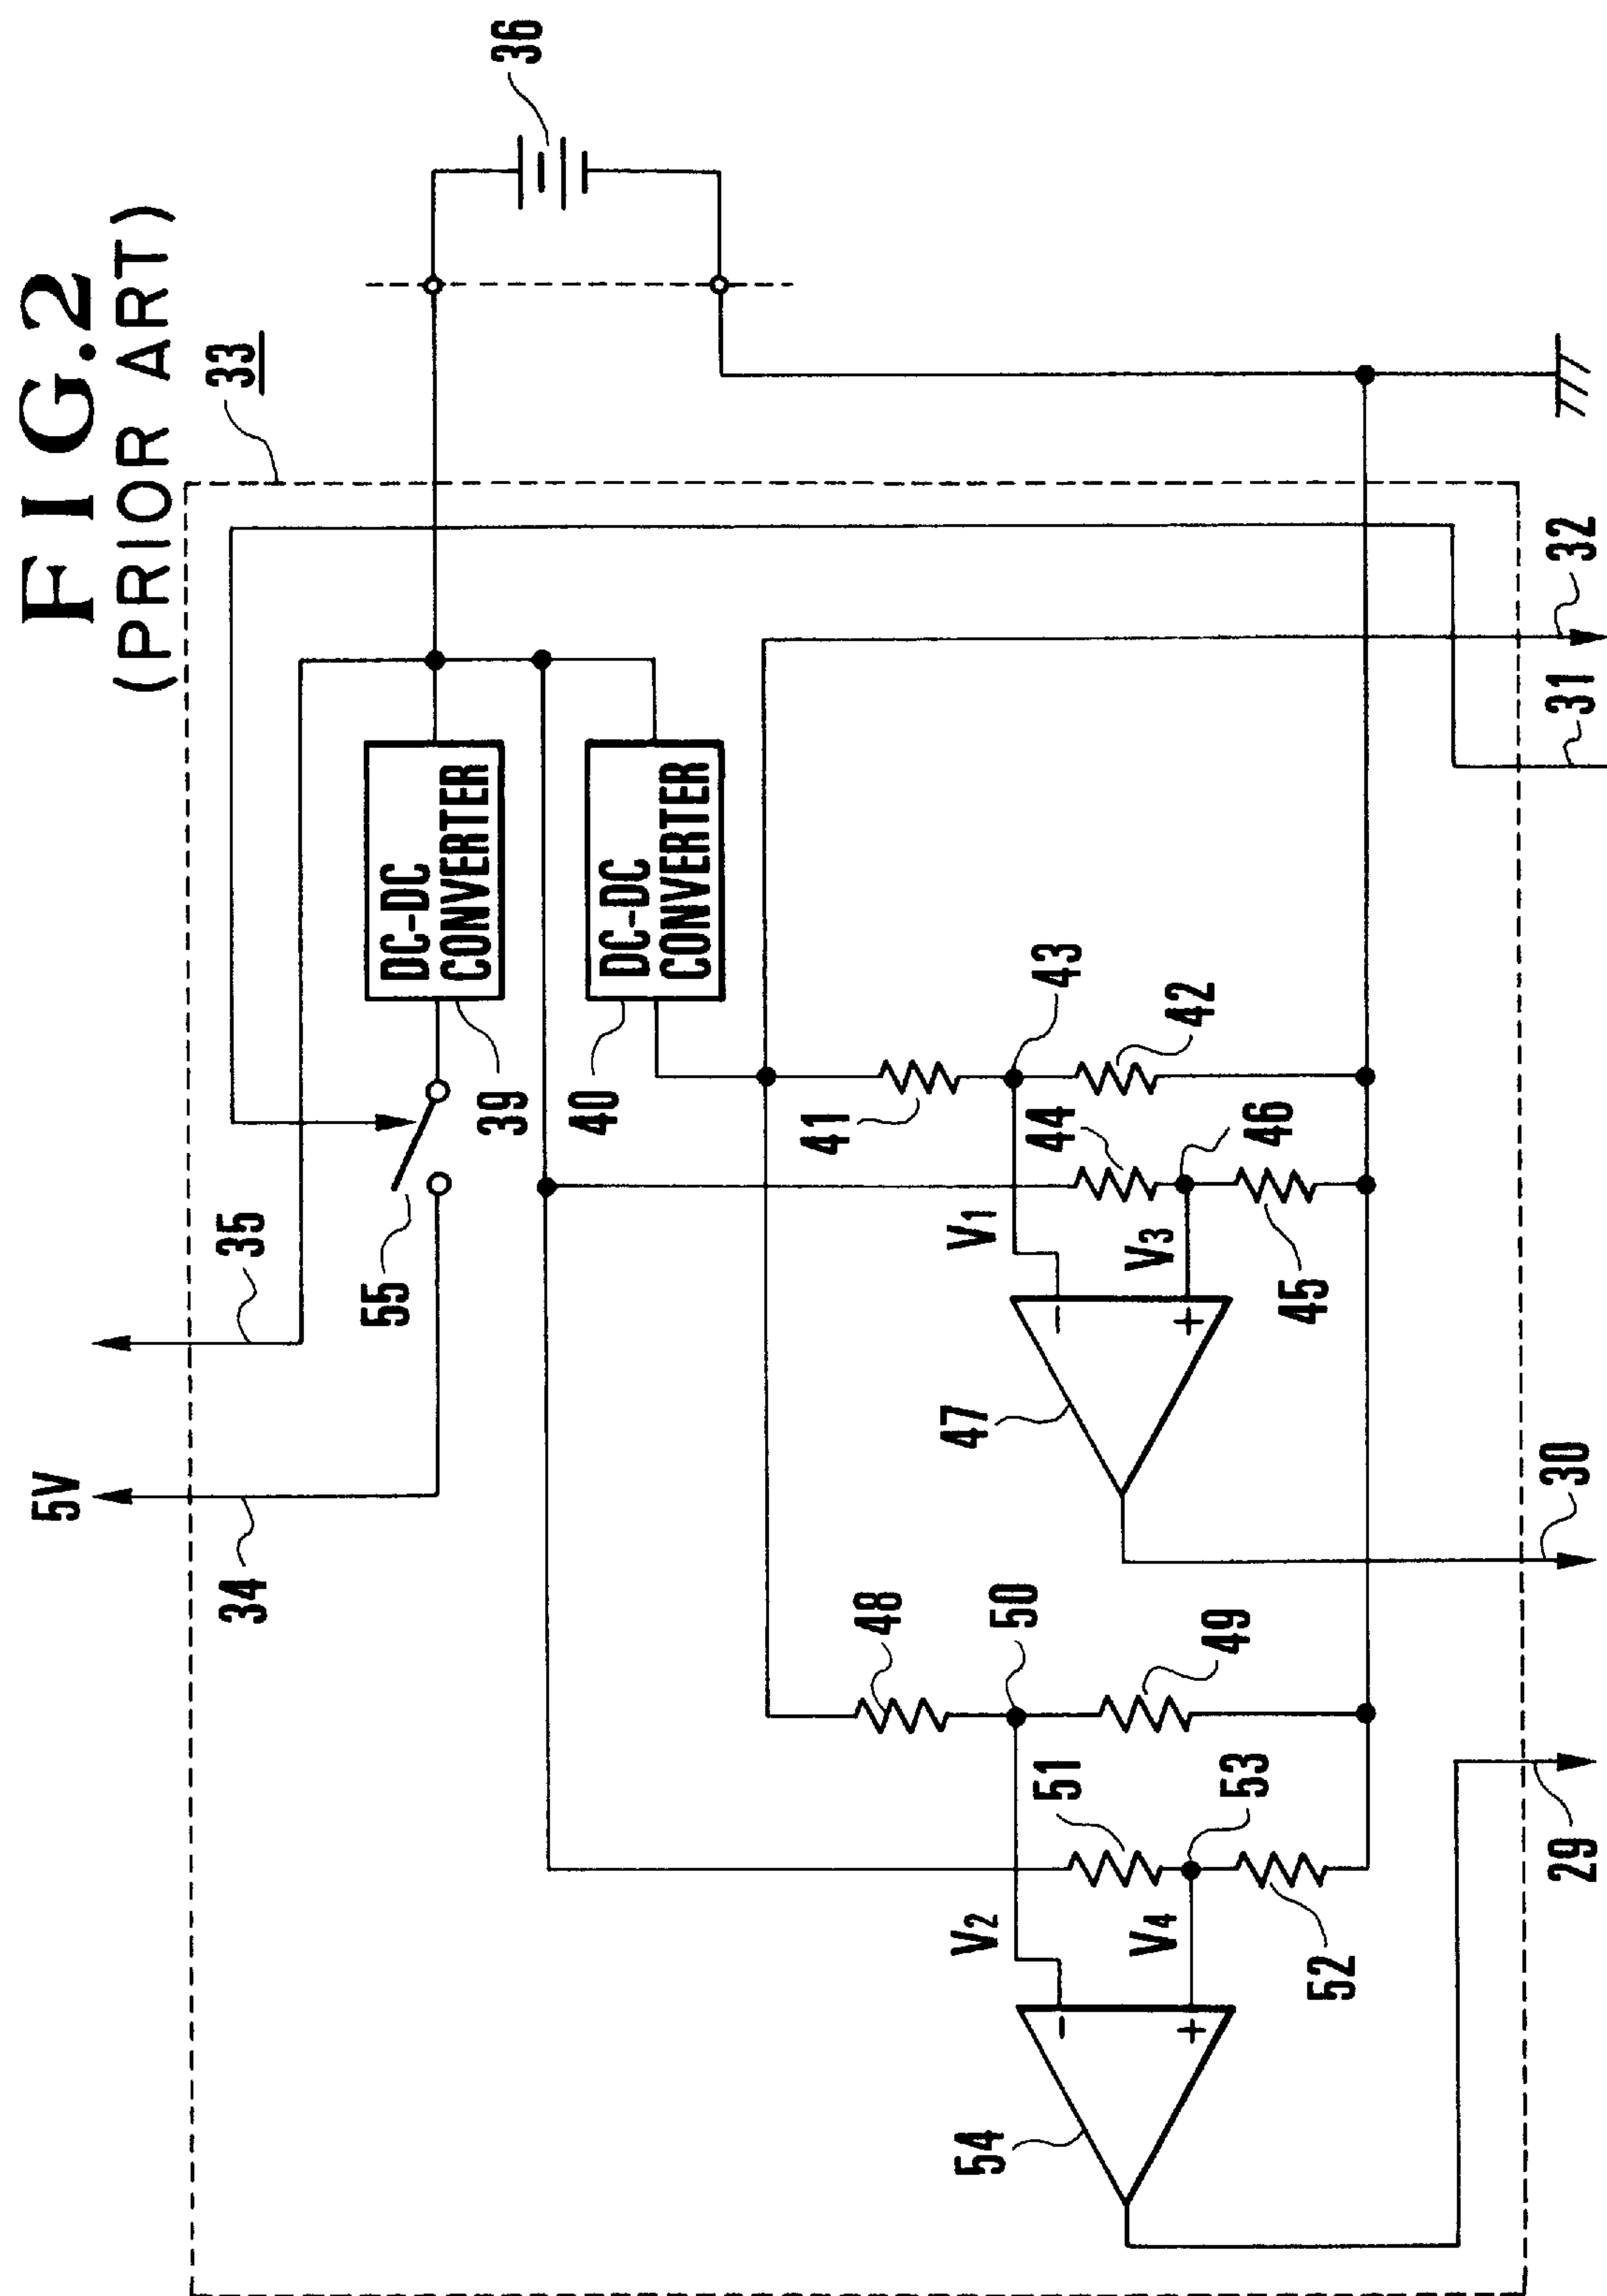 FIG.2
(PRIOR ART)
33
36
5V
34
35
55
39
DC-DC
CONVERTER
40
DC-DC
CONVERTER
41
43
42
44
46
45
V1
V3
-
+
47
48
50
49
51
53
52
V2
V4
-
+
54
29
30
31
32